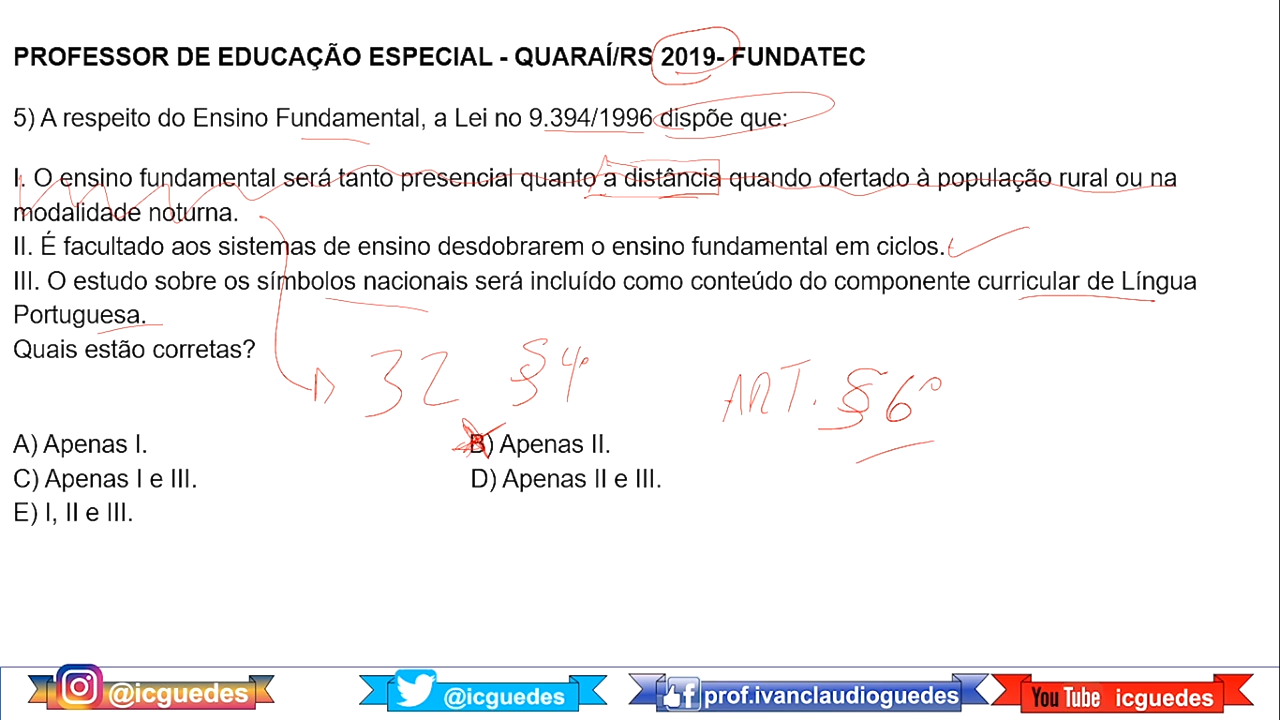 PROFESSOR DE EDUCAÇÃO ESPECIAL - QUARAÍ/RS 2019- FUNDATEC
5) A respeito do Ensino Fundamental, a Lei no 9.394/1996 dispõe que:
I. O ensino fundamental será tanto presencial quanto à distância quando ofertado à população rural ou na
modalidade noturna.
II. É facultado aos sistemas de ensino desdobrarem o ensino fundamental em ciclos.
III. O estudo sobre os símbolos nacionais será incluído como conteúdo do componente curricular de Língua
Portuguesa.
Quais estão corretas?
32 §4º
ART. §6º
A) Apenas I. B) Apenas II.
C) Apenas I e III. D) Apenas II e III.
E) I, II e III.
@icguedes @icguedes prof.ivanclaudioguedes You Tube icguedes